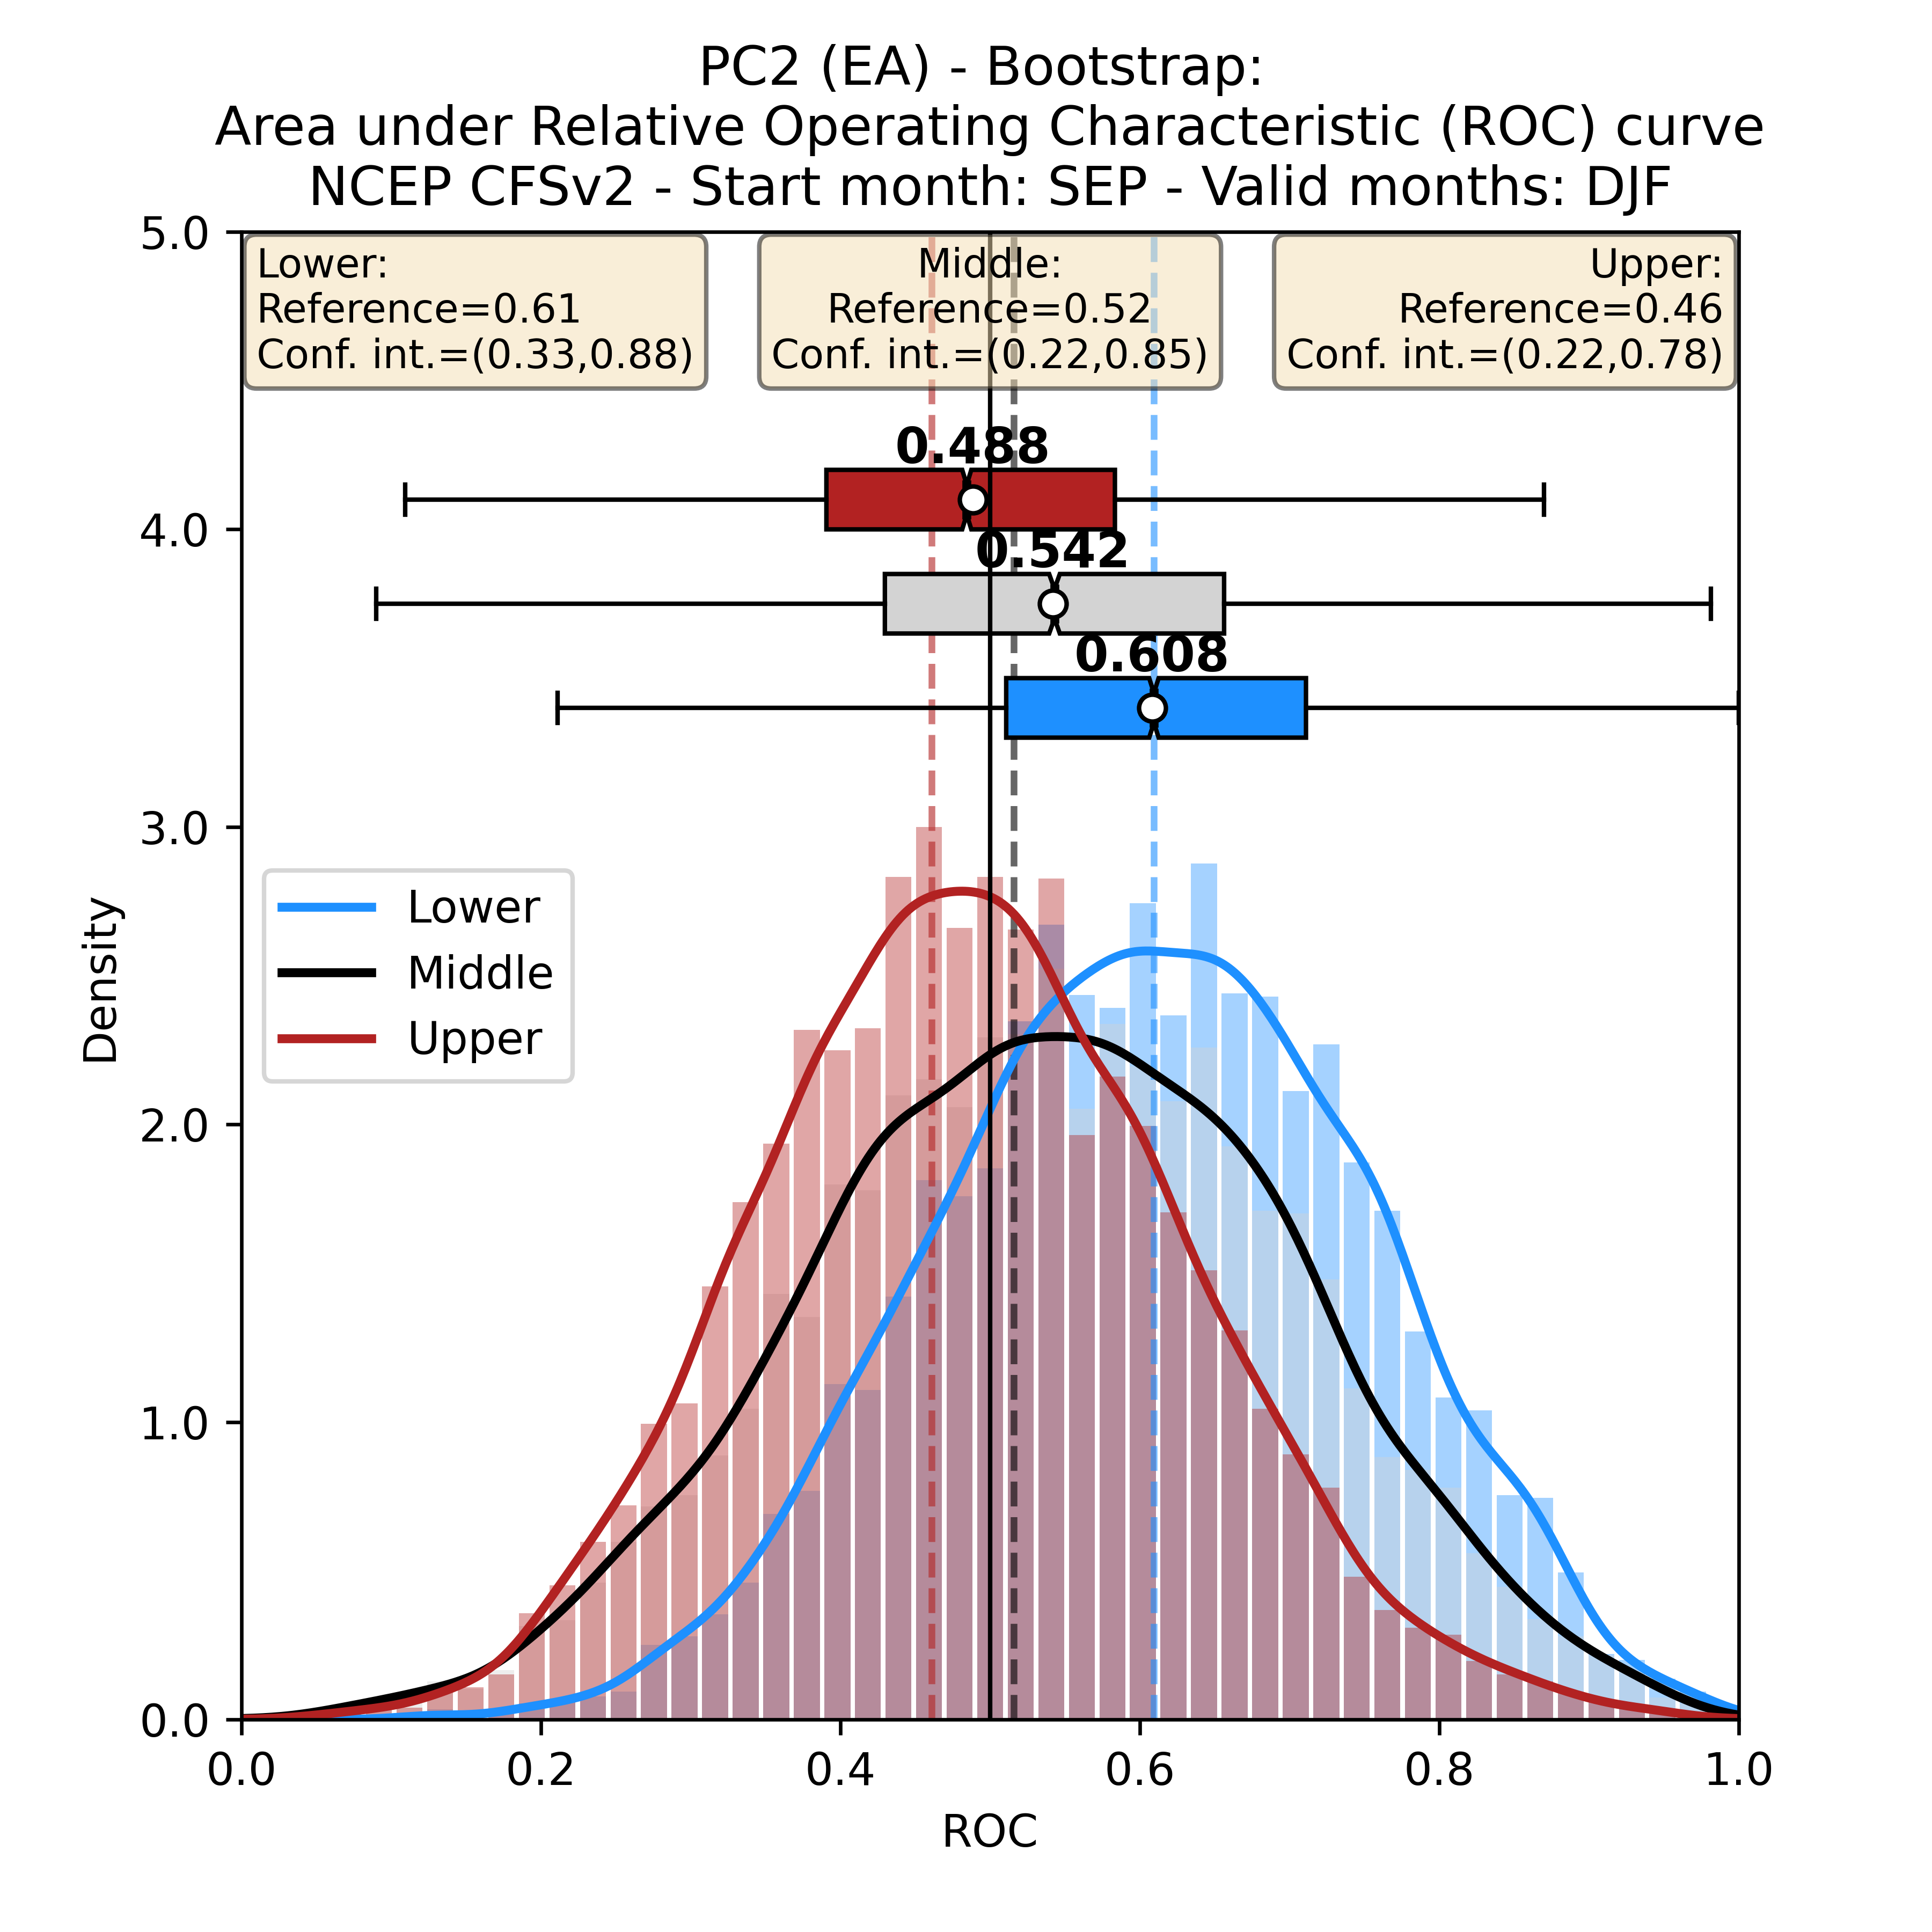 PC2 (EA) - Bootstrap:
Area under Relative Operating Characteristic (ROC) curve
NCEP CFSv2 - Start month: SEP - Valid months: DJF
Lower:
Reference=0.61
Conf. int.=(0.33,0.88)
Middle:
Reference=0.52
Conf. int.=(0.22,0.85)
Upper:
Reference=0.46
Conf. int.=(0.22,0.78)
0.488
0.542
0.608
5.0
4.0
3.0
2.0
1.0
0.0
Density
Lower
Middle
Upper
0.0
0.2
0.4
0.6
0.8
1.0
ROC